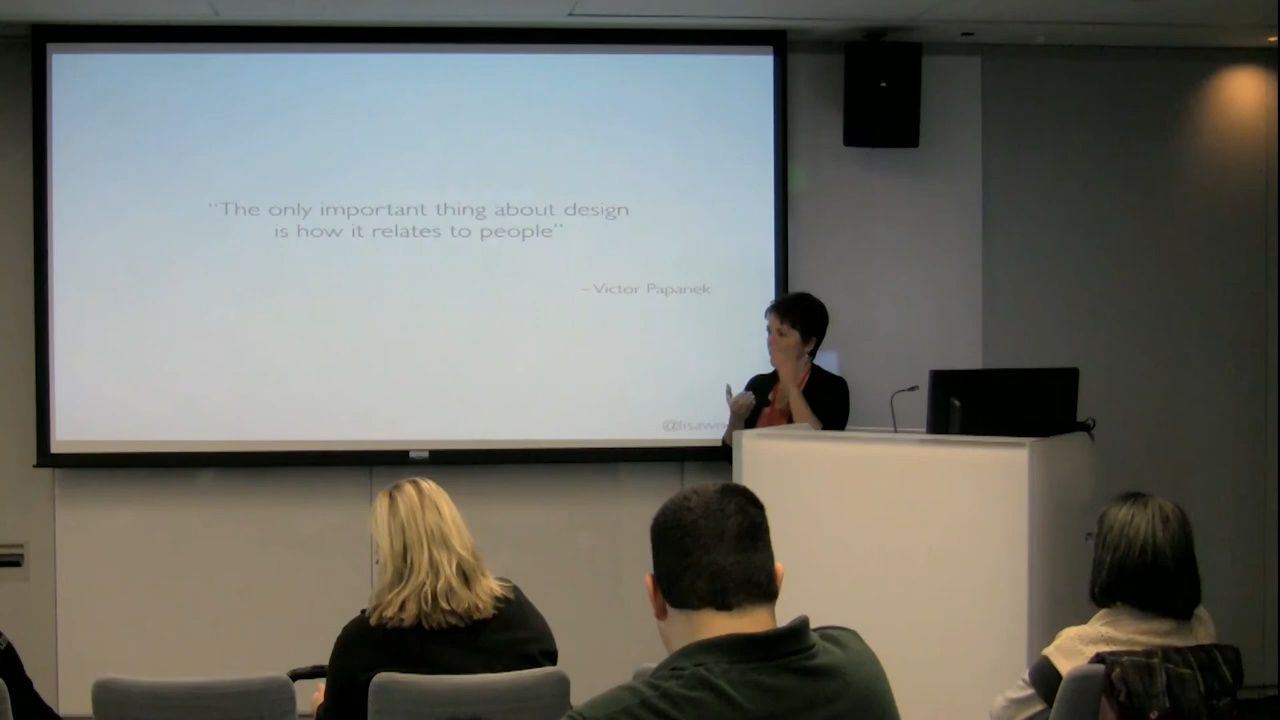 "The only important thing about design
is how it relates to people"
– Victor Papanek